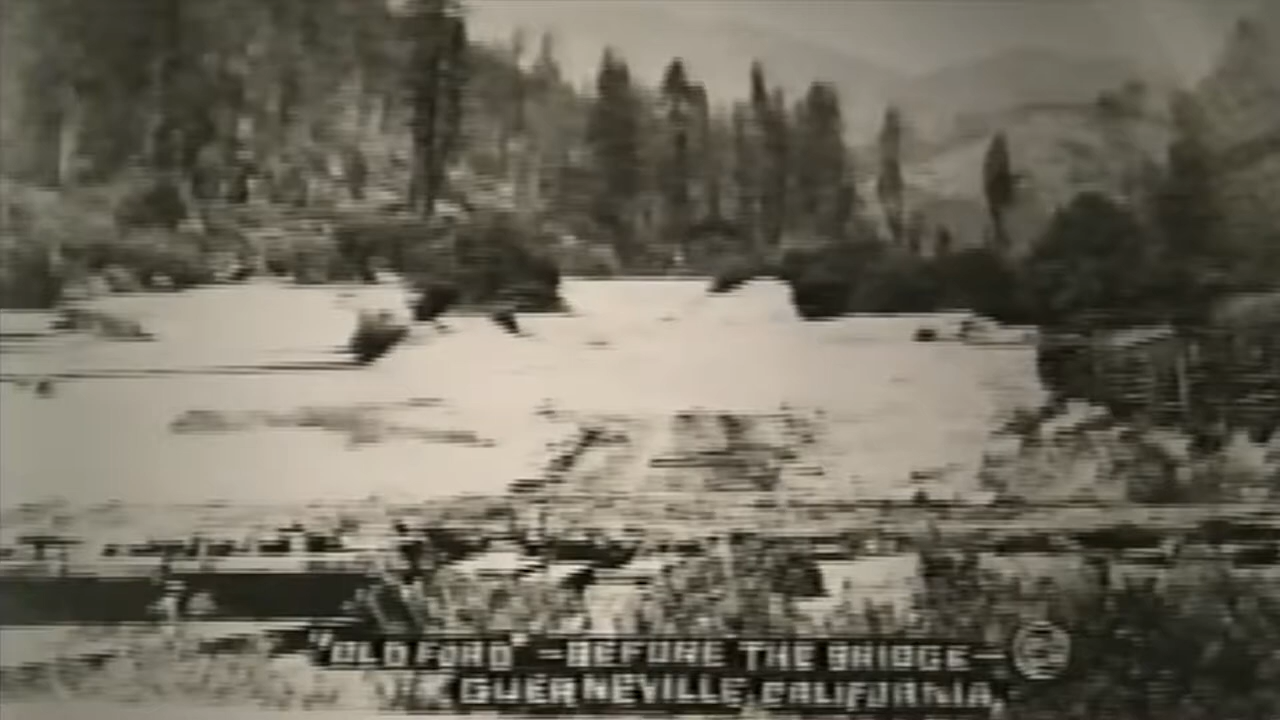 "OLD FORD" – BEFORE THE BRIDGE –
GUERNEVILLE, CALIFORNIA,